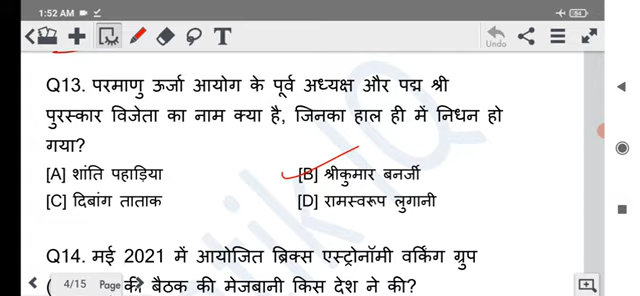 1:52 AM
54
T
Undo
Q13. परमाणु ऊर्जा आयोग के पूर्व अध्यक्ष और पद्म श्री
पुरस्कार विजेता का नाम क्या है, जिनका हाल ही में निधन हो
गया?
[A] शांति पहाड़िया [B] श्रीकुमार बनर्जी
[C] दिबांग ताताक [D] रामस्वरूप लुगानी
Q14. मई 2021 में आयोजित ब्रिक्स एस्ट्रोनॉमी वर्किंग ग्रुप
की बैठक की मेजबानी किस देश ने की?
4/15 Page